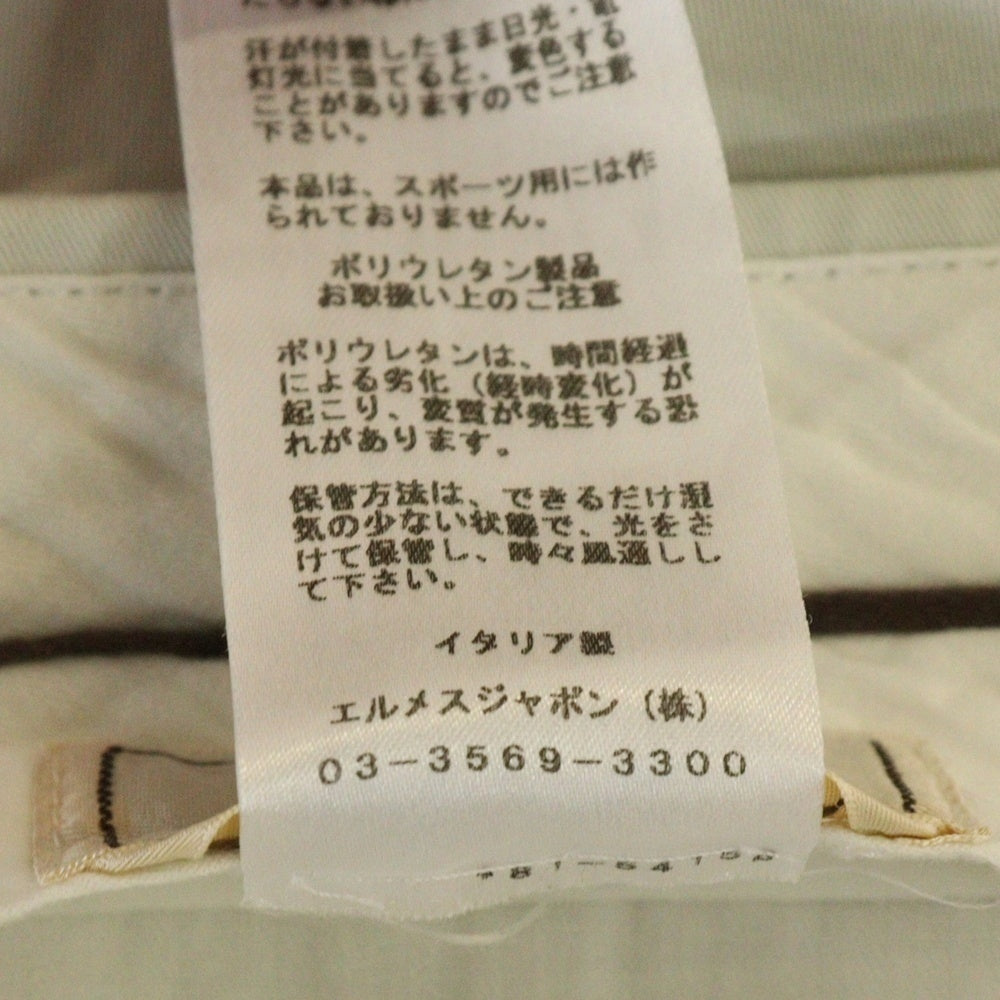 汗が付着したまま日光・電
灯光に当てると、変色する
ことがありますのでご注意
下さい。
本品は、スポーツ用には作
られておりません。
ポリウレタン製品
お取扱い上のご注意
ポリウレタンは、時間経過
による劣化（経時変化）が
起こり、変質が発生する恐
れがあります。
保管方法は、できるだけ湿
気の少ない状態で、光をさ
けて保管し、時々風通しし
て下さい。
イタリア製
エルメスジャポン（株）
03-3569-3300